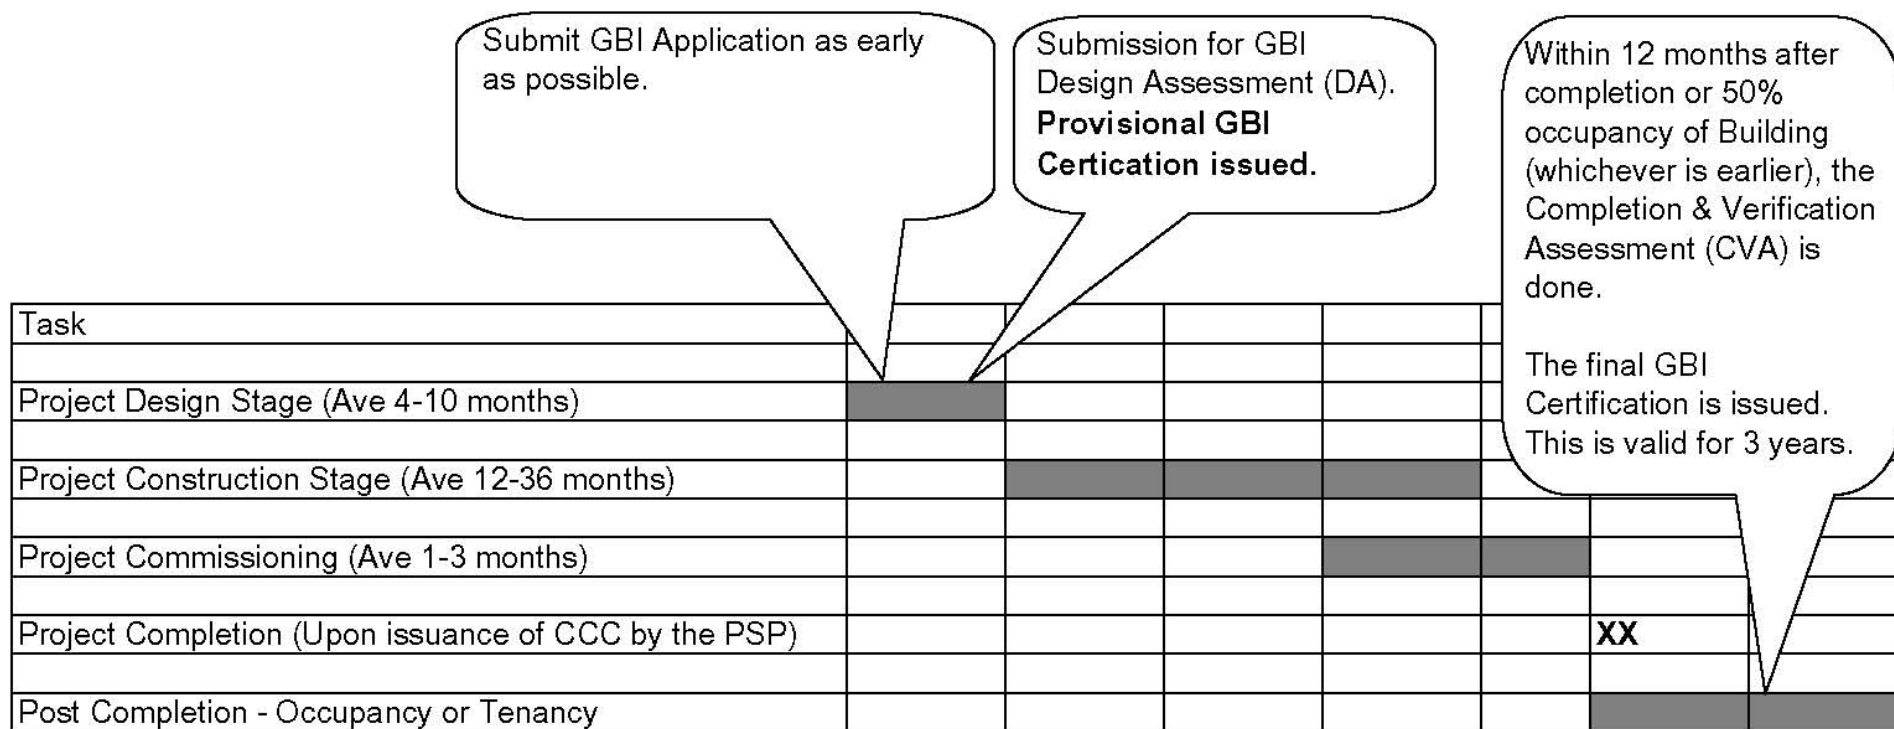 Submit GBI Application as early
as possible.
Submission for GBI
Design Assessment (DA).
Provisional GBI
Certication issued.
Within 12 months after
completion or 50%
occupancy of Building
(whichever is earlier), the
Completion & Verification
Assessment (CVA) is
done.
The final GBI
Certification is issued.
This is valid for 3 years.
Task
Project Design Stage (Ave 4-10 months)
Project Construction Stage (Ave 12-36 months)
Project Commissioning (Ave 1-3 months)
Project Completion (Upon issuance of CCC by the PSP)
XX
Post Completion - Occupancy or Tenancy